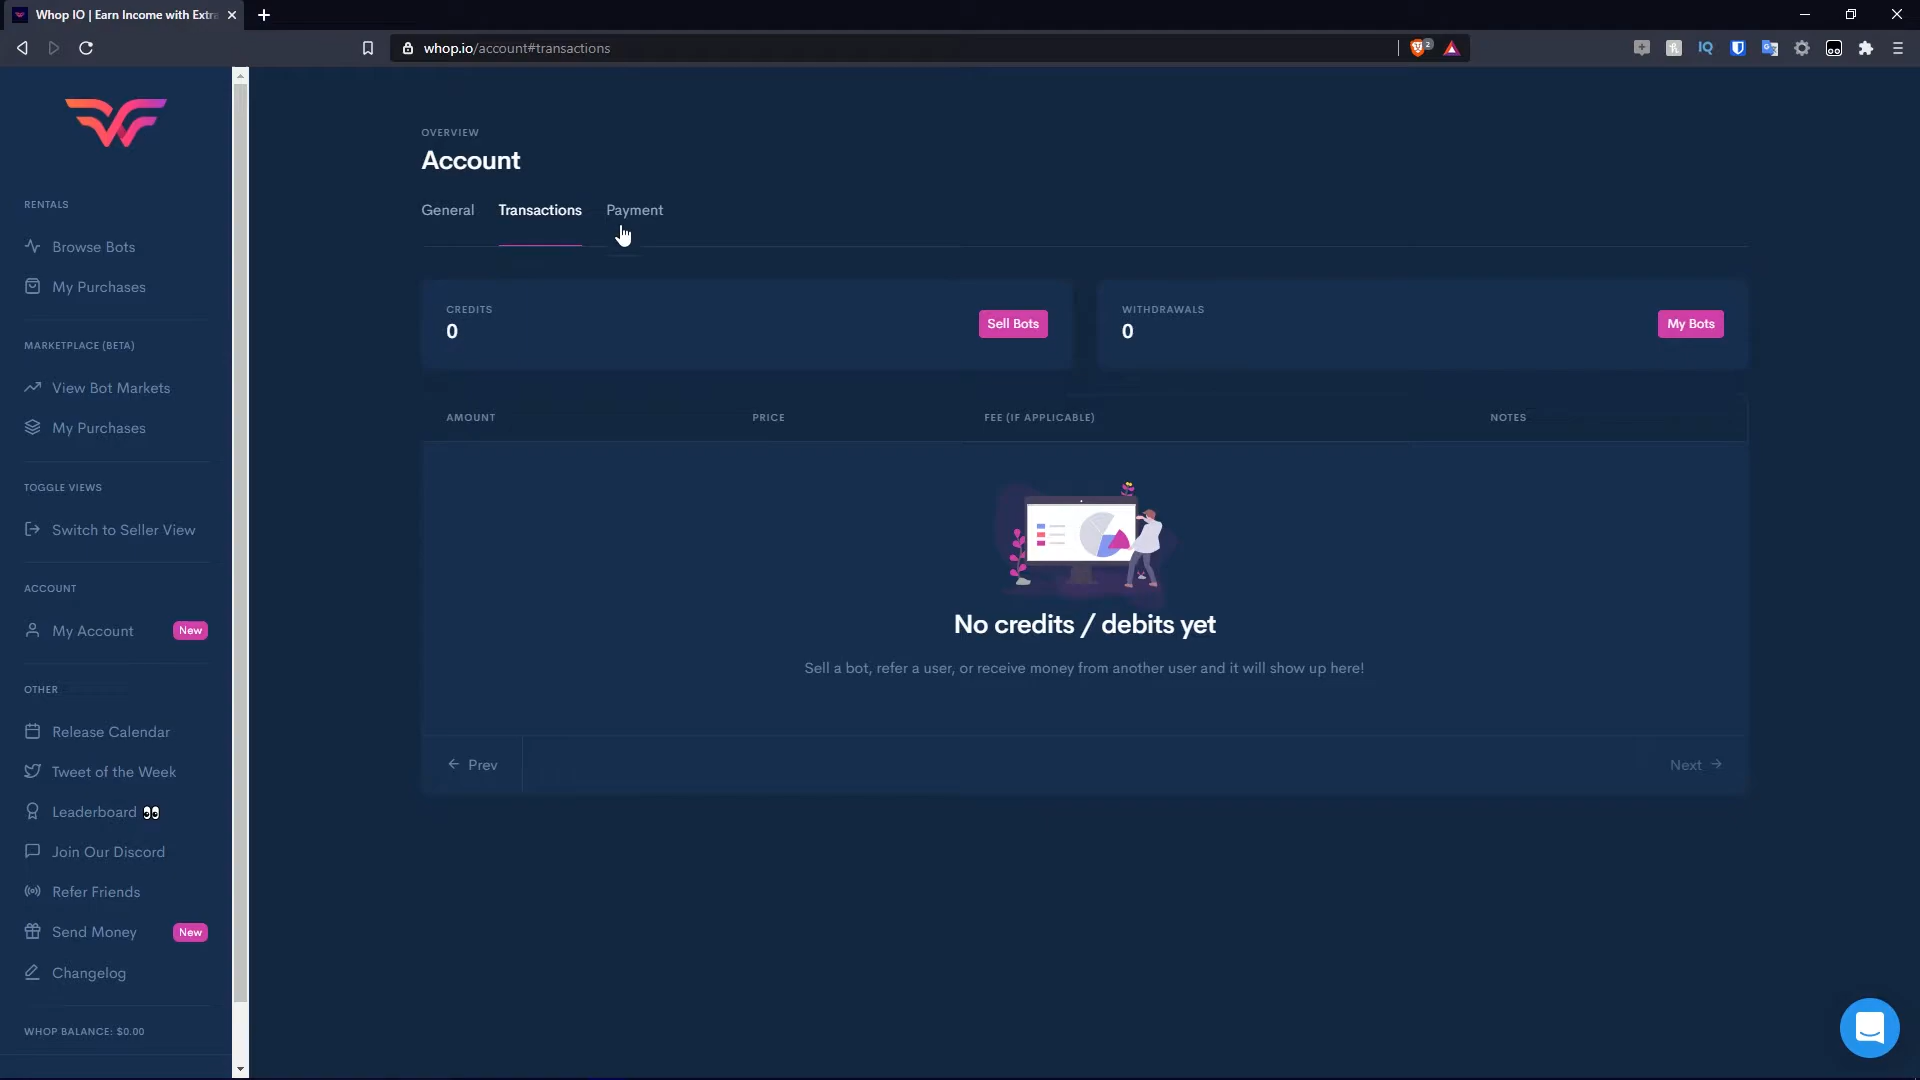 Whop IO | Earn Income with Extra
whop.io/account#transactions
2
IQ
RENTALS
Browse Bots
My Purchases
MARKETPLACE (BETA)
View Bot Markets
My Purchases
TOGGLE VIEWS
Switch to Seller View
ACCOUNT
My Account New
OTHER
Release Calendar
Tweet of the Week
Leaderboard 👀
Join Our Discord
Refer Friends
Send Money New
Changelog
WHOP BALANCE: $0.00
OVERVIEW
Account
General Transactions Payment
CREDITS
0
Sell Bots
WITHDRAWALS
0
My Bots
AMOUNT PRICE FEE (IF APPLICABLE) NOTES
No credits / debits yet
Sell a bot, refer a user, or receive money from another user and it will show up here!
← Prev
Next →